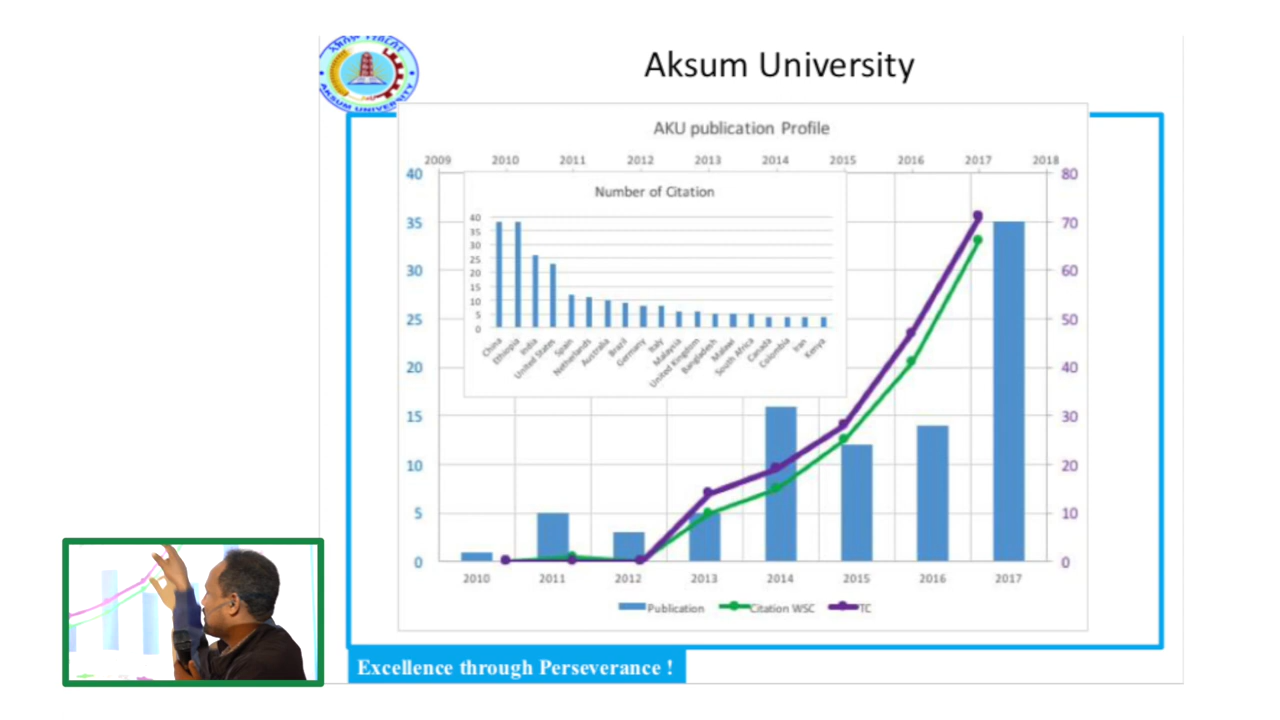 AKSUM UNIVERSITY
Aksum University
AKU publication Profile
2009 2010 2011 2012 2013 2014 2015 2016 2017 2018
40 80
35 70
30 60
25 50
20 40
15 30
10 20
5 10
0 0
Number of Citation
40
35
30
25
20
15
10
5
0
China Ethiopia India United States Spain Netherlands Australia Brazil Germany Italy Malaysia United Kingdom Bangladesh Malawi South Africa Canada Colombia Iran Kenya
2010 2011 2012 2013 2014 2015 2016 2017
Publication Citation WSC TC
Excellence through Perseverance !